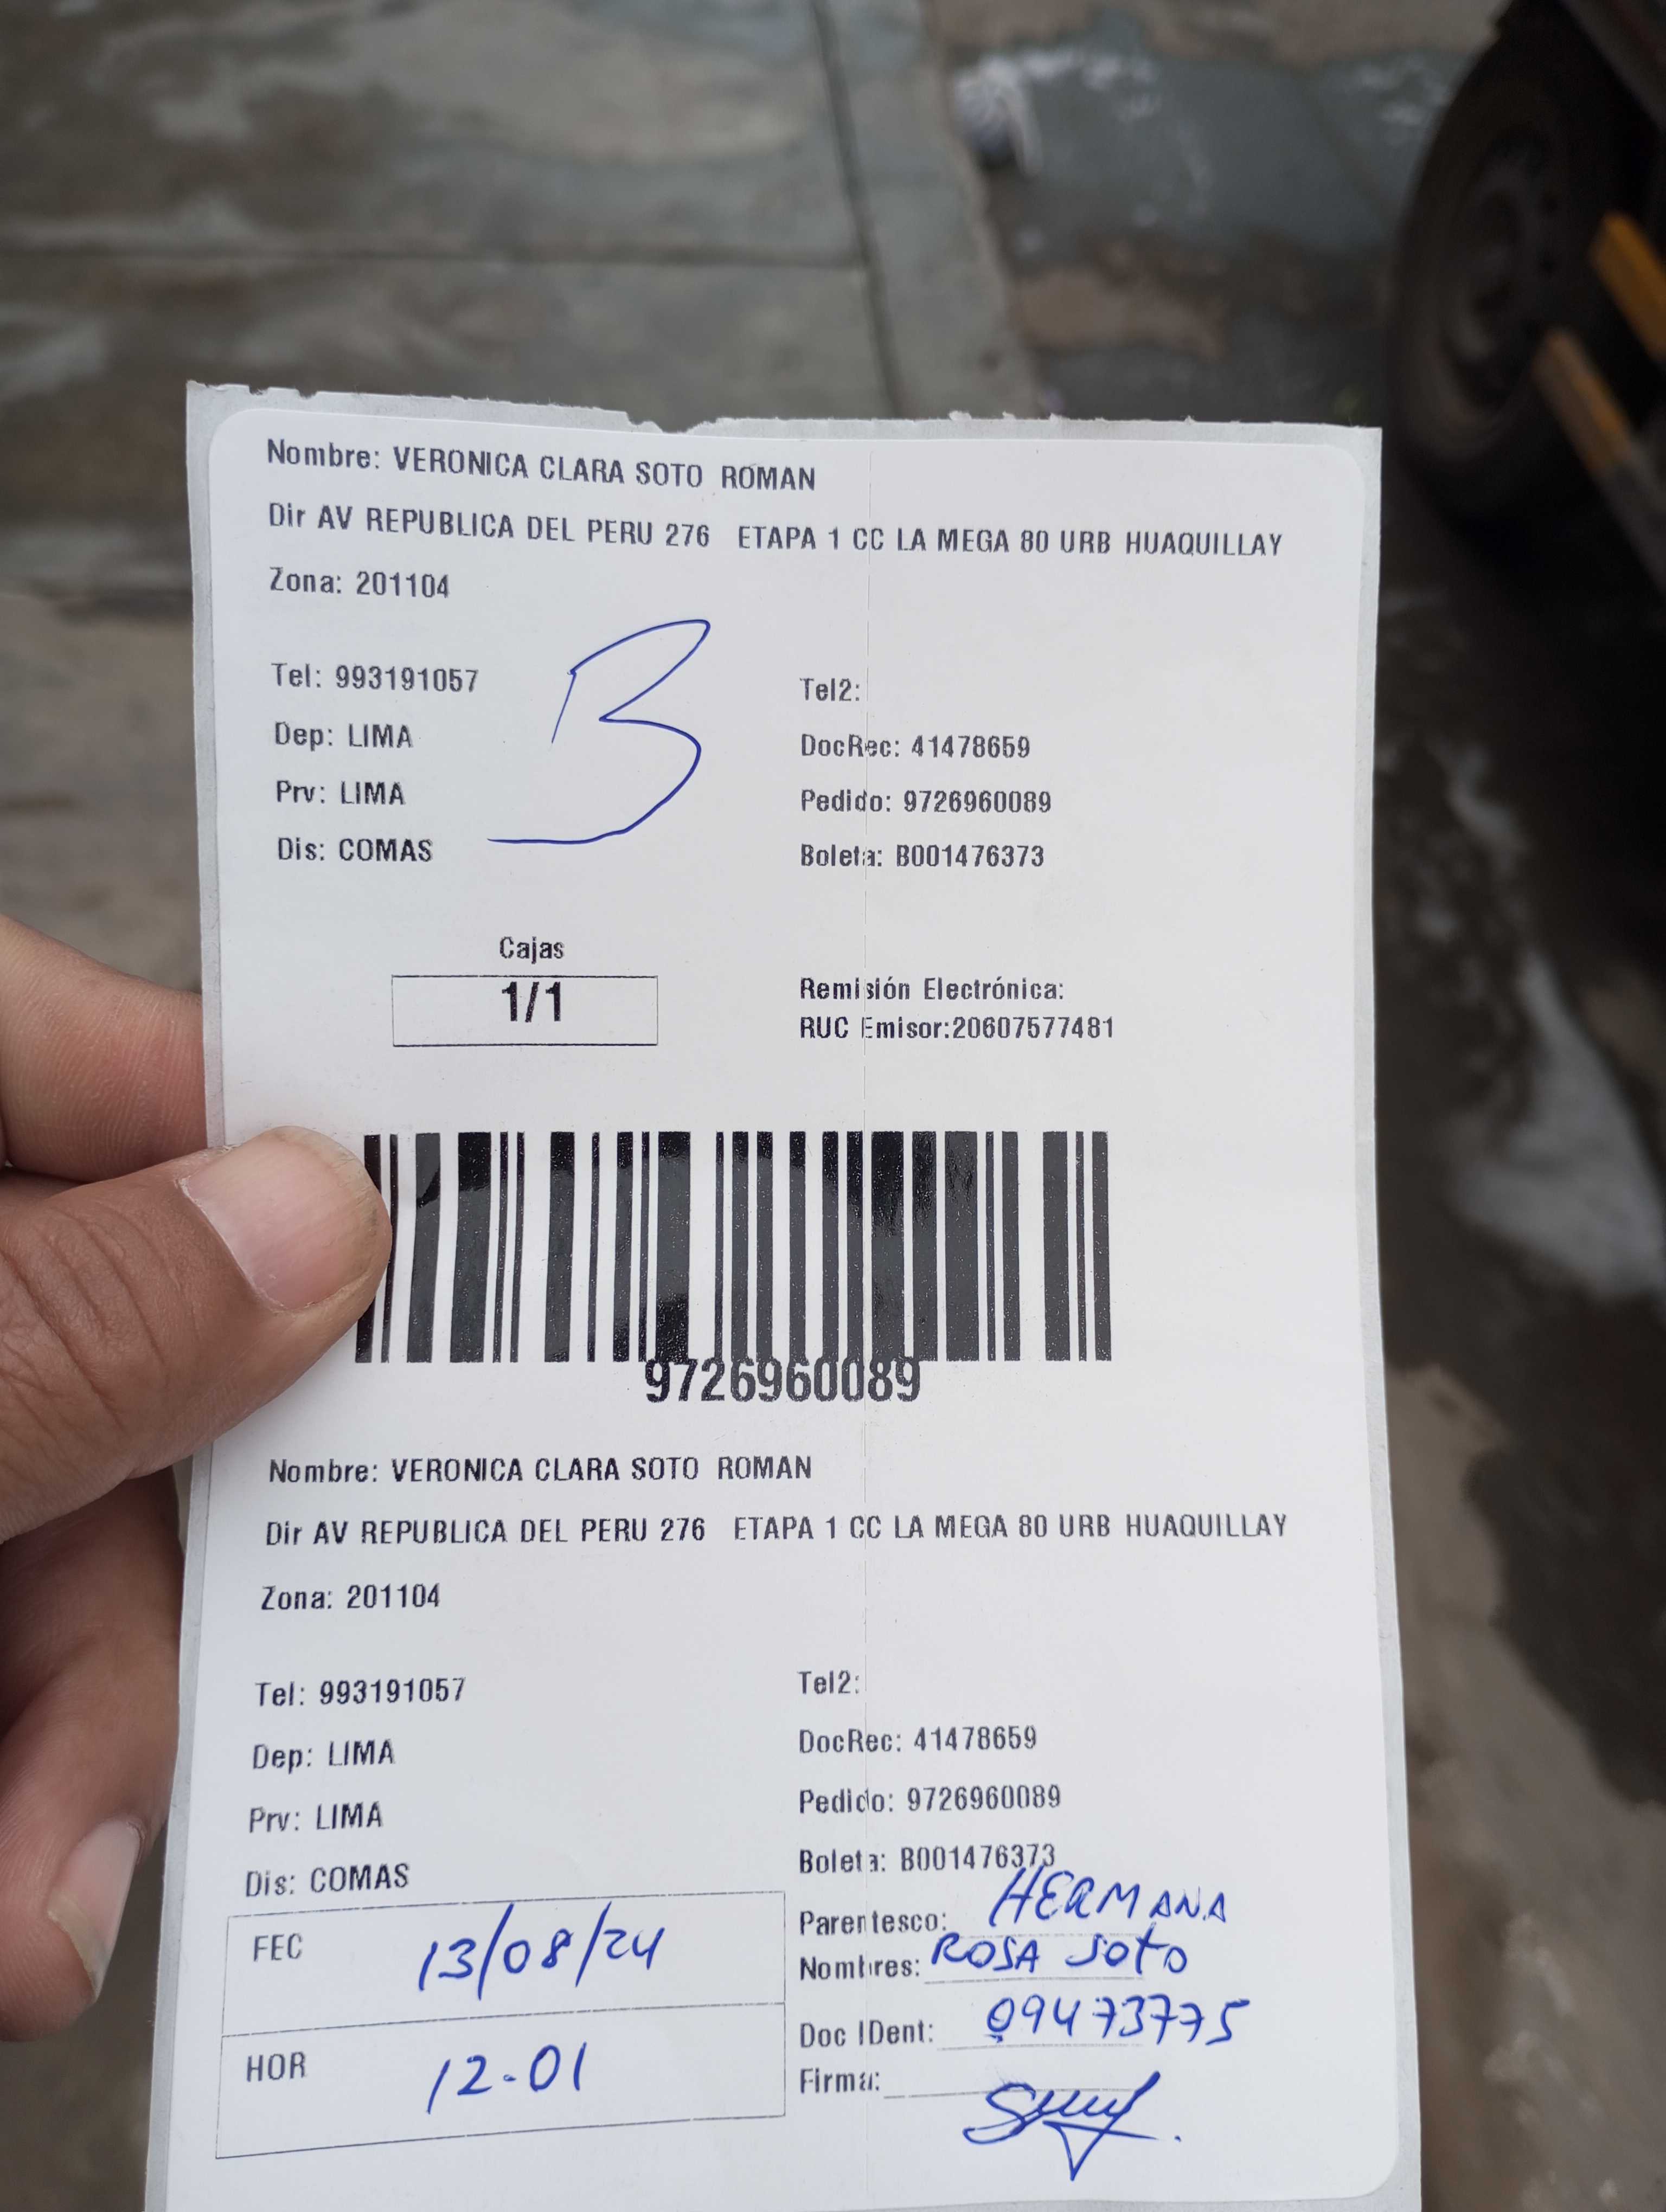 Nombre: VERONICA CLARA SOTO ROMAN
Dir AV REPUBLICA DEL PERU 276 ETAPA 1 CC LA MEGA 80 URB HUAQUILLAY
Zona: 201104
B
Tel: 993191057
Tel2:
Dep: LIMA
DocRec: 41478659
Prv: LIMA
Pedido: 9726960089
Dis: COMAS
Boleta: B001476373
Cajas
1/1
Remisión Electrónica:
RUC Emisor:20607577481
9726960089
Nombre: VERONICA CLARA SOTO ROMAN
Dir AV REPUBLICA DEL PERU 276 ETAPA 1 CC LA MEGA 80 URB HUAQUILLAY
Zona: 201104
Tel: 993191057
Tel2:
Dep: LIMA
DocRec: 41478659
Prv: LIMA
Pedido: 9726960089
Dis: COMAS
Boleta: B001476373
FEC 13/08/24
Parentesco: HERMANA
Nombres: ROSA SOTO
HOR 12-01
Doc IDent: 09473775
Firma: